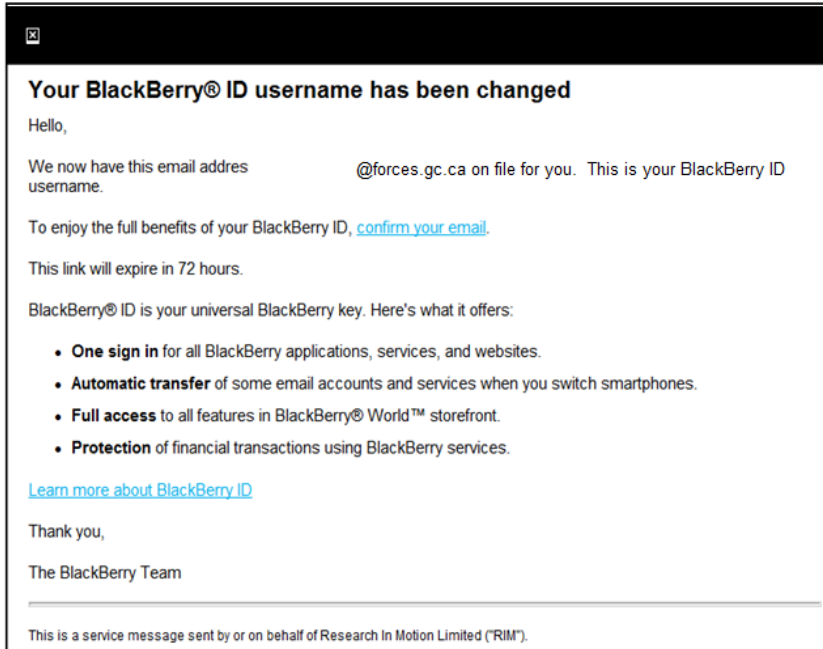 Your BlackBerry® ID username has been changed
Hello,
We now have this email addres @forces.gc.ca on file for you. This is your BlackBerry ID
username.
To enjoy the full benefits of your BlackBerry ID, confirm your email.
This link will expire in 72 hours.
BlackBerry® ID is your universal BlackBerry key. Here's what it offers:
• One sign in for all BlackBerry applications, services, and websites.
• Automatic transfer of some email accounts and services when you switch smartphones.
• Full access to all features in BlackBerry® World™ storefront.
• Protection of financial transactions using BlackBerry services.
Learn more about BlackBerry ID
Thank you,
The BlackBerry Team
This is a service message sent by or on behalf of Research In Motion Limited ("RIM").